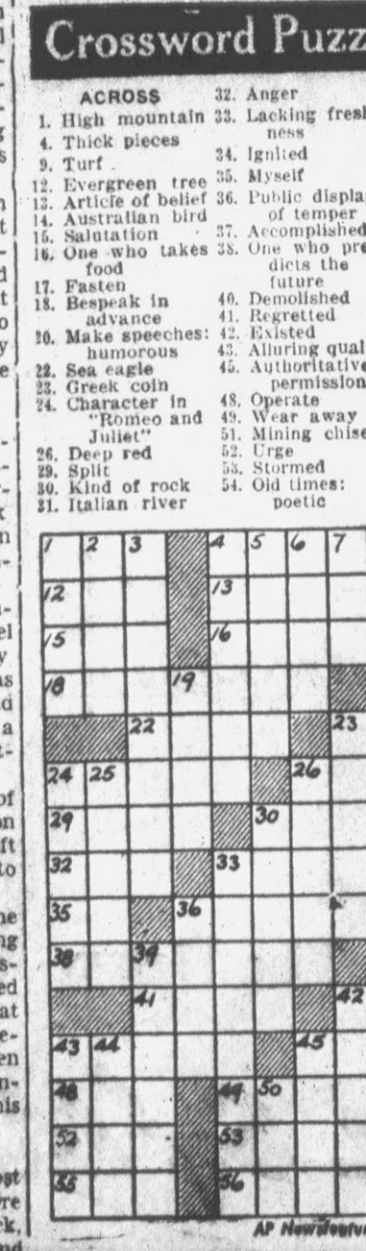 Crossword Puzz
ACROSS
1. High mountain
4. Thick pieces
9. Turf
12. Evergreen tree
13. Article of belief
14. Australian bird
15. Salutation
16. One who takes
food
17. Fasten
18. Bespeak in
advance
20. Make speeches:
humorous
22. Sea eagle
23. Greek coin
24. Character in
"Romeo and
Juliet"
26. Deep red
29. Split
30. Kind of rock
31. Italian river
32. Anger
33. Lacking fresh
ness
34. Ignited
35. Myself
36. Public displa
of temper
37. Accomplished
38. One who pre
dicts the
future
40. Demolished
41. Regretted
42. Existed
43. Alluring qual
45. Authoritative
permission
48. Operate
49. Wear away
51. Mining chise
52. Urge
53. Stormed
54. Old times:
poetic
1 2 3 4 5 6 7
12 13
15 16
18 19
22 23
24 25 26
29 30
32 33
35 36
38 39
41 42
43 44 45
48 49 50
52 53
55 56
AP Newsfeatur